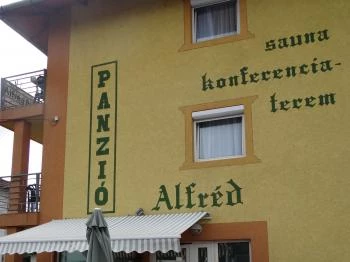 PANZIÓ
sauna
konferencia-
terem
Alfréd